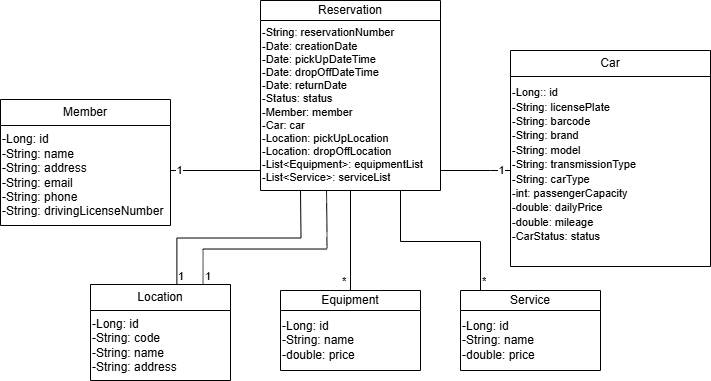 Reservation
-String: reservationNumber
-Date: creationDate
-Date: pickUpDateTime
-Date: dropOffDateTime
-Date: returnDate
-Status: status
-Member: member
-Car: car
-Location: pickUpLocation
-Location: dropOffLocation
-List<Equipment>: equipmentList
-List<Service>: serviceList
Car
-Long:: id
-String: licensePlate
-String: barcode
-String: brand
-String: model
-String: transmissionType
-String: carType
-int: passengerCapacity
-double: dailyPrice
-double: mileage
-CarStatus: status
Member
-Long: id
-String: name
-String: address
-String: email
-String: phone
-String: drivingLicenseNumber
1
1
1
1
*
*
Location
-Long: id
-String: code
-String: name
-String: address
Equipment
-Long: id
-String: name
-double: price
Service
-Long: id
-String: name
-double: price